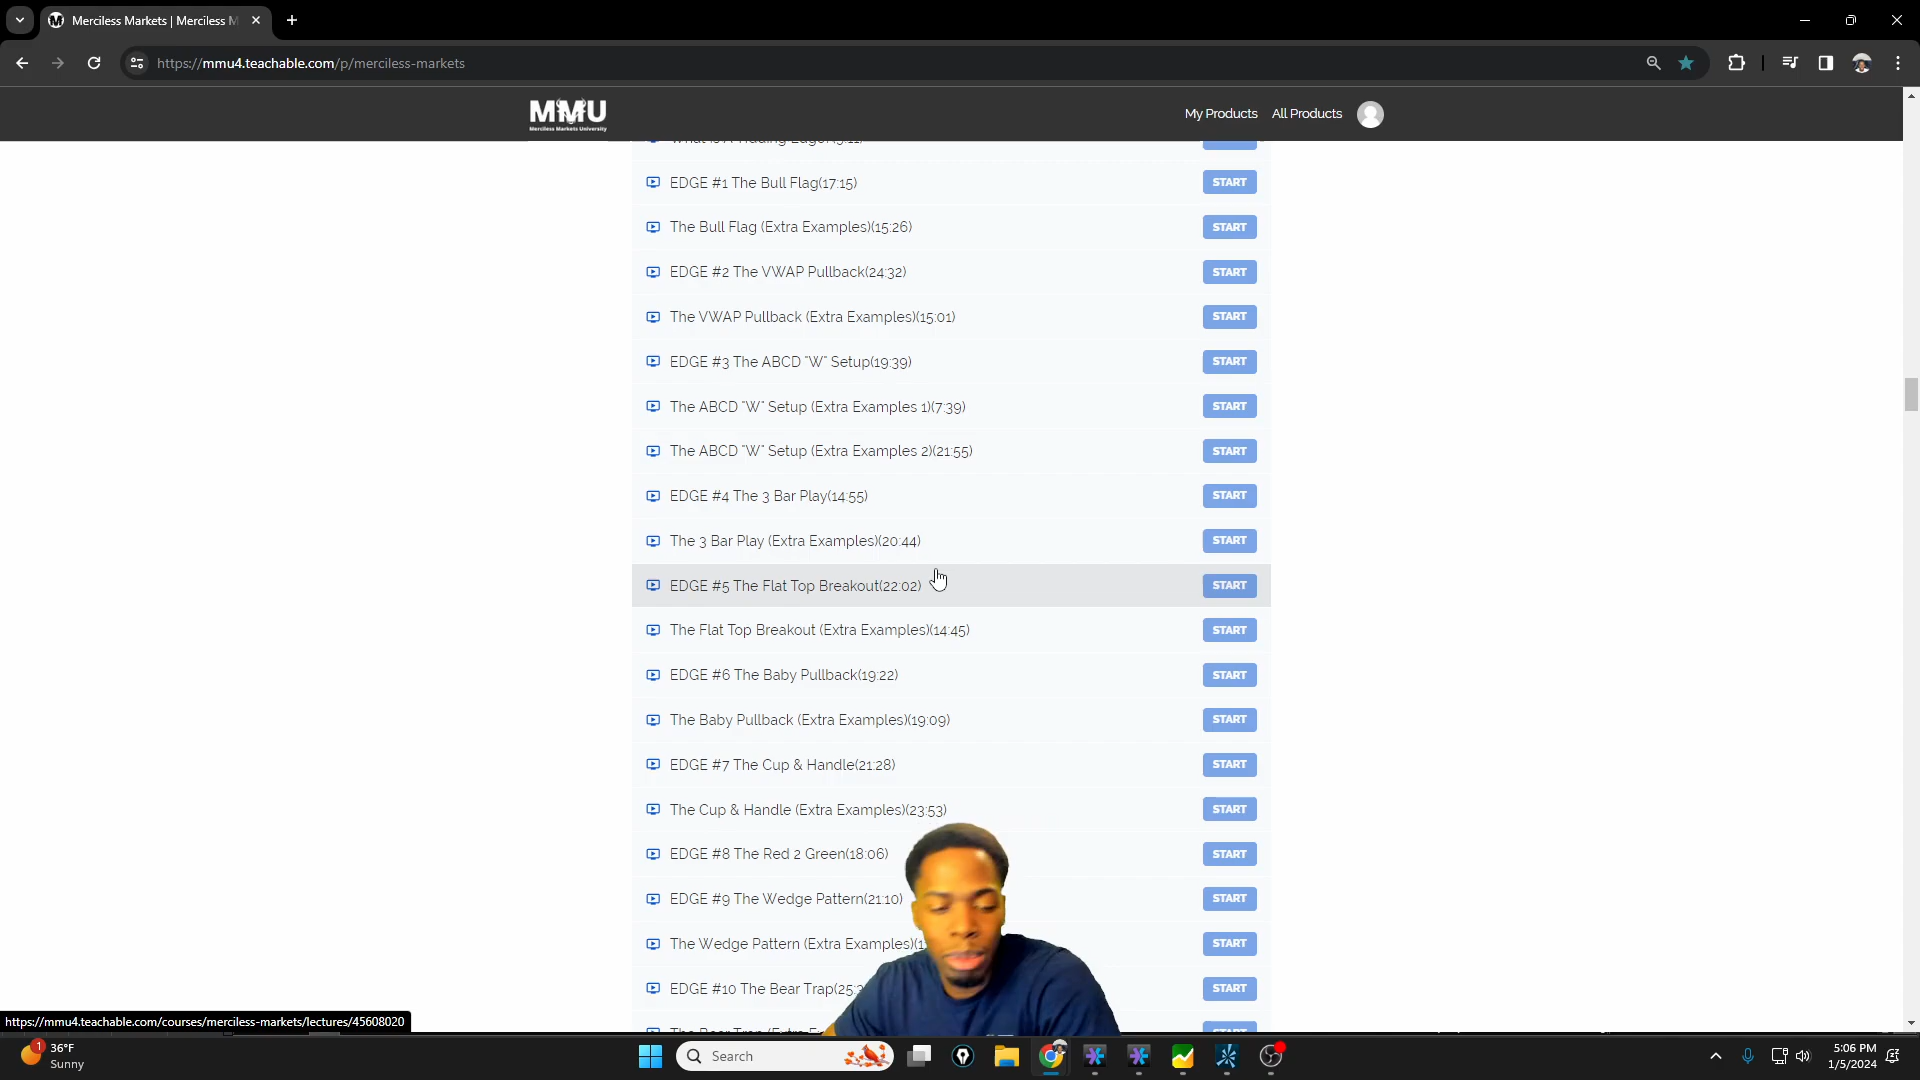 Merciless Markets | Merciless M
https://mmu4.teachable.com/p/merciless-markets
MMU
Merciless Markets University
My Products
All Products
EDGE #1 The Bull Flag(17:15)
START
The Bull Flag (Extra Examples)(15:26)
START
EDGE #2 The VWAP Pullback(24:32)
START
The VWAP Pullback (Extra Examples)(15:01)
START
EDGE #3 The ABCD "W" Setup(19:39)
START
The ABCD "W" Setup (Extra Examples 1)(7:39)
START
The ABCD "W" Setup (Extra Examples 2)(21:55)
START
EDGE #4 The 3 Bar Play(14:55)
START
The 3 Bar Play (Extra Examples)(20:44)
START
EDGE #5 The Flat Top Breakout(22:02)
START
The Flat Top Breakout (Extra Examples)(14:45)
START
EDGE #6 The Baby Pullback(19:22)
START
The Baby Pullback (Extra Examples)(19:09)
START
EDGE #7 The Cup & Handle(21:28)
START
The Cup & Handle (Extra Examples)(23:53)
START
EDGE #8 The Red 2 Green(18:06)
START
EDGE #9 The Wedge Pattern(21:10)
START
The Wedge Pattern (Extra Examples)(1
START
EDGE #10 The Bear Trap(25:
START
https://mmu4.teachable.com/courses/merciless-markets/lectures/45608020
1
36°F
Sunny
Search
5:06 PM
1/5/2024